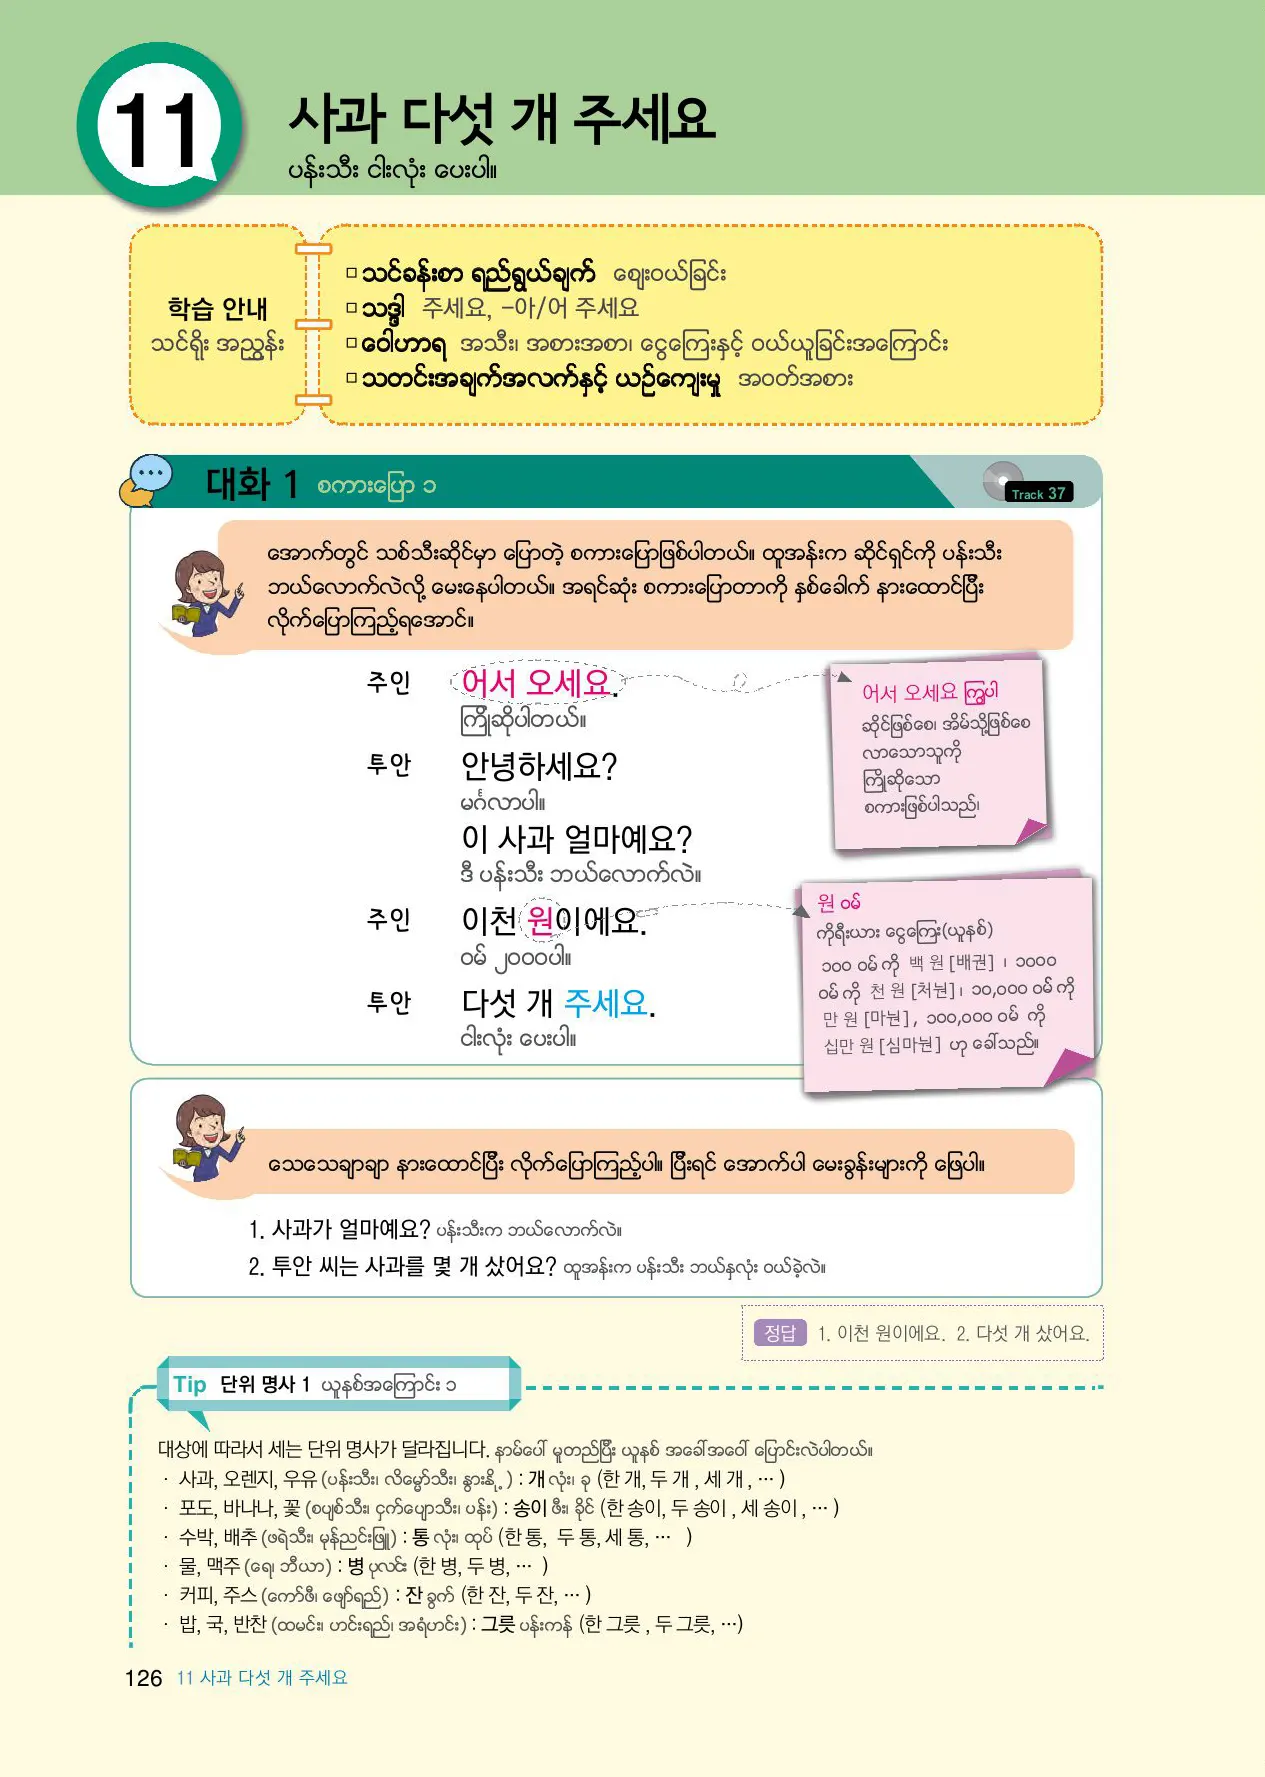 11
사과 다섯 개 주세요
ပန်းသီး ငါးလုံး ပေးပါ။
학습 안내
သင်ရိုး အညွှန်း
□ သင်ခန်းစာ ရည်ရွယ်ချက် ဈေးဝယ်ခြင်း
□ သဒ္ဒါ 주세요, -아/어 주세요
□ ဝေါဟာရ အသီး၊ အစားအစာ၊ ငွေကြေးနှင့် ဝယ်ယူခြင်းအကြောင်း
□ သတင်းအချက်အလက်နှင့် ယဉ်ကျေးမှု အဝတ်အစား
대화 1 စကားပြော ၁
Track 37
အောက်တွင် သစ်သီးဆိုင်မှာ ပြောတဲ့ စကားပြောဖြစ်ပါတယ်။ ထူအန်းက ဆိုင်ရှင်ကို ပန်းသီး
ဘယ်လောက်လဲလို့ မေးနေပါတယ်။ အရင်ဆုံး စကားပြောတာကို နှစ်ခေါက် နားထောင်ပြီး
လိုက်ပြောကြည့်ရအောင်။
주인 어서 오세요.
ကြိုဆိုပါတယ်။
투안 안녕하세요?
မင်္ဂလာပါ။
이 사과 얼마예요?
ဒီ ပန်းသီး ဘယ်လောက်လဲ။
주인 이천 원이에요.
ဝမ် ၂၀၀၀ပါ။
투안 다섯 개 주세요.
ငါးလုံး ပေးပါ။
어서 오세요 ကြွပါ
ဆိုင်ဖြစ်စေ၊ အိမ်သို့ဖြစ်စေ
လာသောသူကို
ကြိုဆိုသော
စကားဖြစ်ပါသည်၊
원 ဝမ်
ကိုရီးယား ငွေကြေး(ယူနစ်)
၁၀၀ ဝမ် ကို 백 원 [배권] ၊ ၁၀၀၀
ဝမ် ကို 천 원 [처눤]၊ ၁၀,၀၀၀ ဝမ် ကို
만 원 [마눤] , ၁၀၀,၀၀၀ ဝမ် ကို
십만 원 [심마눤] ဟု ခေါ်သည်။
သေသေချာချာ နားထောင်ပြီး လိုက်ပြောကြည့်ပါ။ ပြီးရင် အောက်ပါ မေးခွန်းများကို ဖြေပါ။
1. 사과가 얼마예요? ပန်းသီးက ဘယ်လောက်လဲ။
2. 투안 씨는 사과를 몇 개 샀어요? ထူအန်းက ပန်းသီး ဘယ်နှလုံး ဝယ်ခဲ့လဲ။
정답 1. 이천 원이에요. 2. 다섯 개 샀어요.
Tip 단위 명사 1 ယူနစ်အကြောင်း ၁
대상에 따라서 세는 단위 명사가 달라집니다. နာမ်ပေါ် မူတည်ပြီး ယူနစ် အခေါ်အဝေါ် ပြောင်းလဲပါတယ်။
· 사과, 오렌지, 우유 (ပန်းသီး၊ လိမ္မော်သီး၊ နွားနို့ ) : 개 လုံး၊ ခု (한 개, 두 개 , 세 개 , ··· )
· 포도, 바나나, 꽃 (စပျစ်သီး၊ ငှက်ပျောသီး၊ ပန်း) : 송이 ဖီး၊ ခိုင် (한 송이, 두 송이 , 세 송이 , ··· )
· 수박, 배추 (ဖရဲသီး၊ မုန်ညင်းဖြူ) : 통 လုံး၊ ထုပ် (한 통, 두 통, 세 통, ··· )
· 물, 맥주 (ရေ၊ ဘီယာ) : 병 ပုလင်း (한 병, 두 병, ··· )
· 커피, 주스 (ကော်ဖီ၊ ဖျော်ရည်) : 잔 ခွက် (한 잔, 두 잔, ··· )
· 밥, 국, 반찬 (ထမင်း၊ ဟင်းရည်၊ အရံဟင်း) : 그릇 ပန်းကန် (한 그릇 , 두 그릇, ···)
126 11 사과 다섯 개 주세요